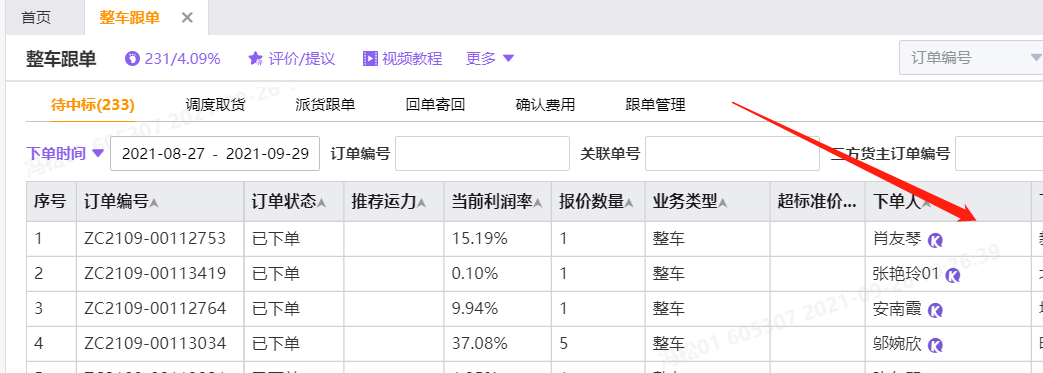 首页 整车跟单
整车跟单 231/4.09% 评价/提议 视频教程 更多 订单编号
待中标(233) 调度取货 派货跟单 回单寄回 确认费用 跟单管理
下单时间 2021-08-27 - 2021-09-29 订单编号 关联单号 三方货主订单编号
序号 订单编号 订单状态 推荐运力 当前利润率 报价数量 业务类型 超标准价... 下单人
1 ZC2109-00112753 已下单 15.19% 1 整车 肖友琴
2 ZC2109-00113419 已下单 0.10% 1 整车 张艳玲01
3 ZC2109-00112764 已下单 9.94% 1 整车 安南霞
4 ZC2109-00113034 已下单 37.08% 5 整车 邬婉欣